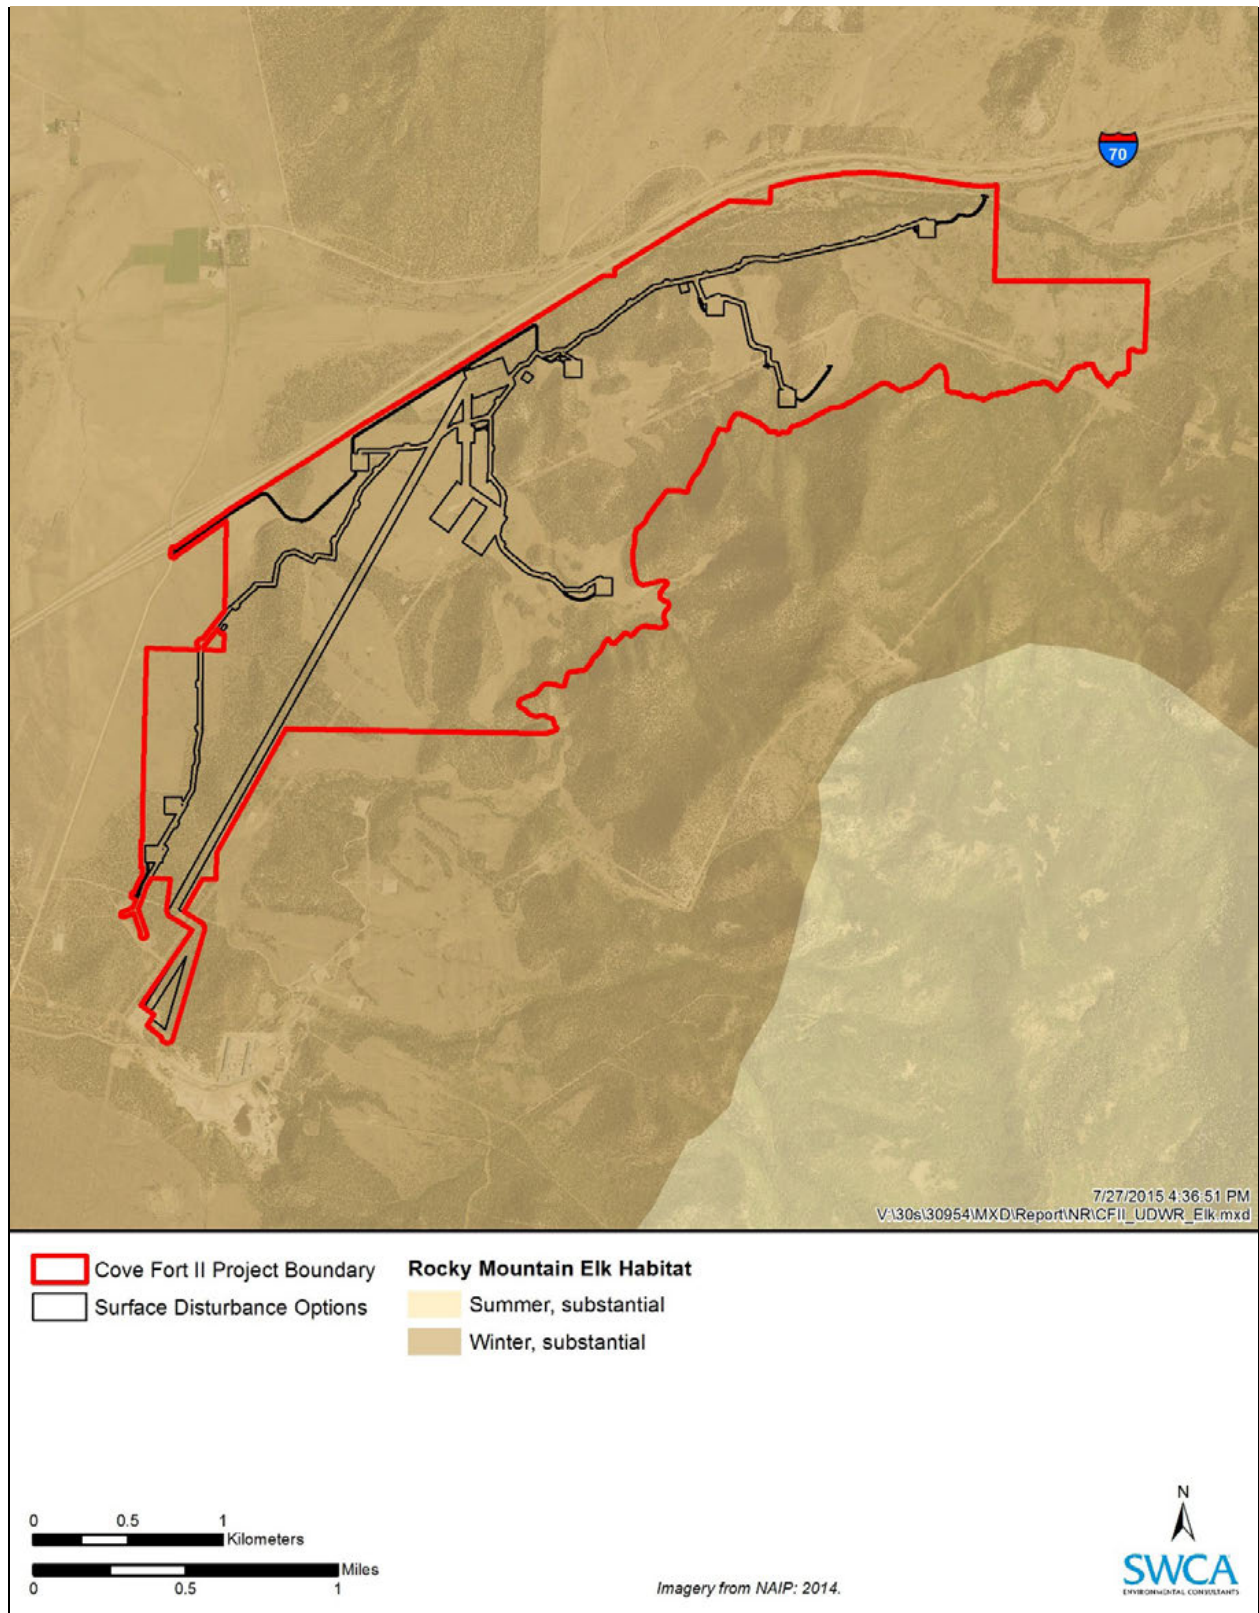 70
7/27/2015 4:36:51 PM
V:\30s\30954\MXD\Report\NR\CFII_UDWR_Elk.mxd
Cove Fort II Project Boundary
Surface Disturbance Options
Rocky Mountain Elk Habitat
Summer, substantial
Winter, substantial
0 0.5 1
Kilometers
Miles
0 0.5 1
Imagery from NAIP: 2014.
N
SWCA
ENVIRONMENTAL CONSULTANTS